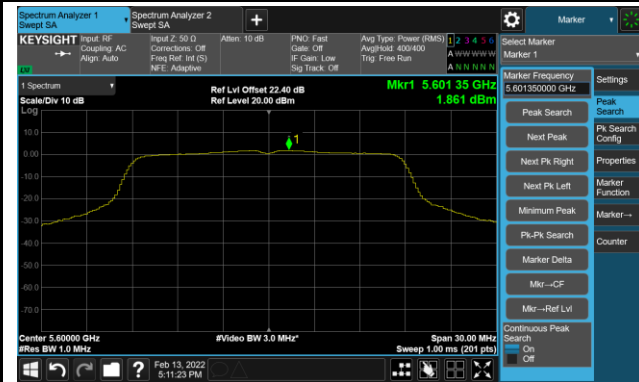 Spectrum Analyzer 1
Swept SA
Spectrum Analyzer 2
Swept SA
Marker
KEYSIGHT
Input: RF
Coupling: AC
Align: Auto
Input Z: 50 Ω
Corrections: Off
Freq Ref: Int (S)
NFE: Adaptive
Atten: 10 dB
PNO: Fast
Gate: Off
IF Gain: Low
Sig Track: Off
Avg Type: Power (RMS)
Avg|Hold: 400/400
Trig: Free Run
1 2 3 4 5 6
A W W W W W
A N N N N N
Select Marker
Marker 1
1 Spectrum
Scale/Div 10 dB
Log
Ref Lvl Offset 22.40 dB
Ref Level 20.00 dBm
Mkr1 5.601 35 GHz
1.861 dBm
10.0
0.00
-10.0
-20.0
-30.0
-40.0
-50.0
-60.0
-70.0
1
Center 5.60000 GHz
#Res BW 1.0 MHz
#Video BW 3.0 MHz*
Span 30.00 MHz
Sweep 1.00 ms (201 pts)
Marker Frequency
5.601350000 GHz
Peak Search
Next Peak
Next Pk Right
Next Pk Left
Minimum Peak
Pk-Pk Search
Marker Delta
Mkr→CF
Mkr→Ref Lvl
Continuous Peak
Search
On
Off
Settings
Peak
Search
Pk Search
Config
Properties
Marker
Function
Marker→
Counter
Feb 13, 2022
5:11:23 PM